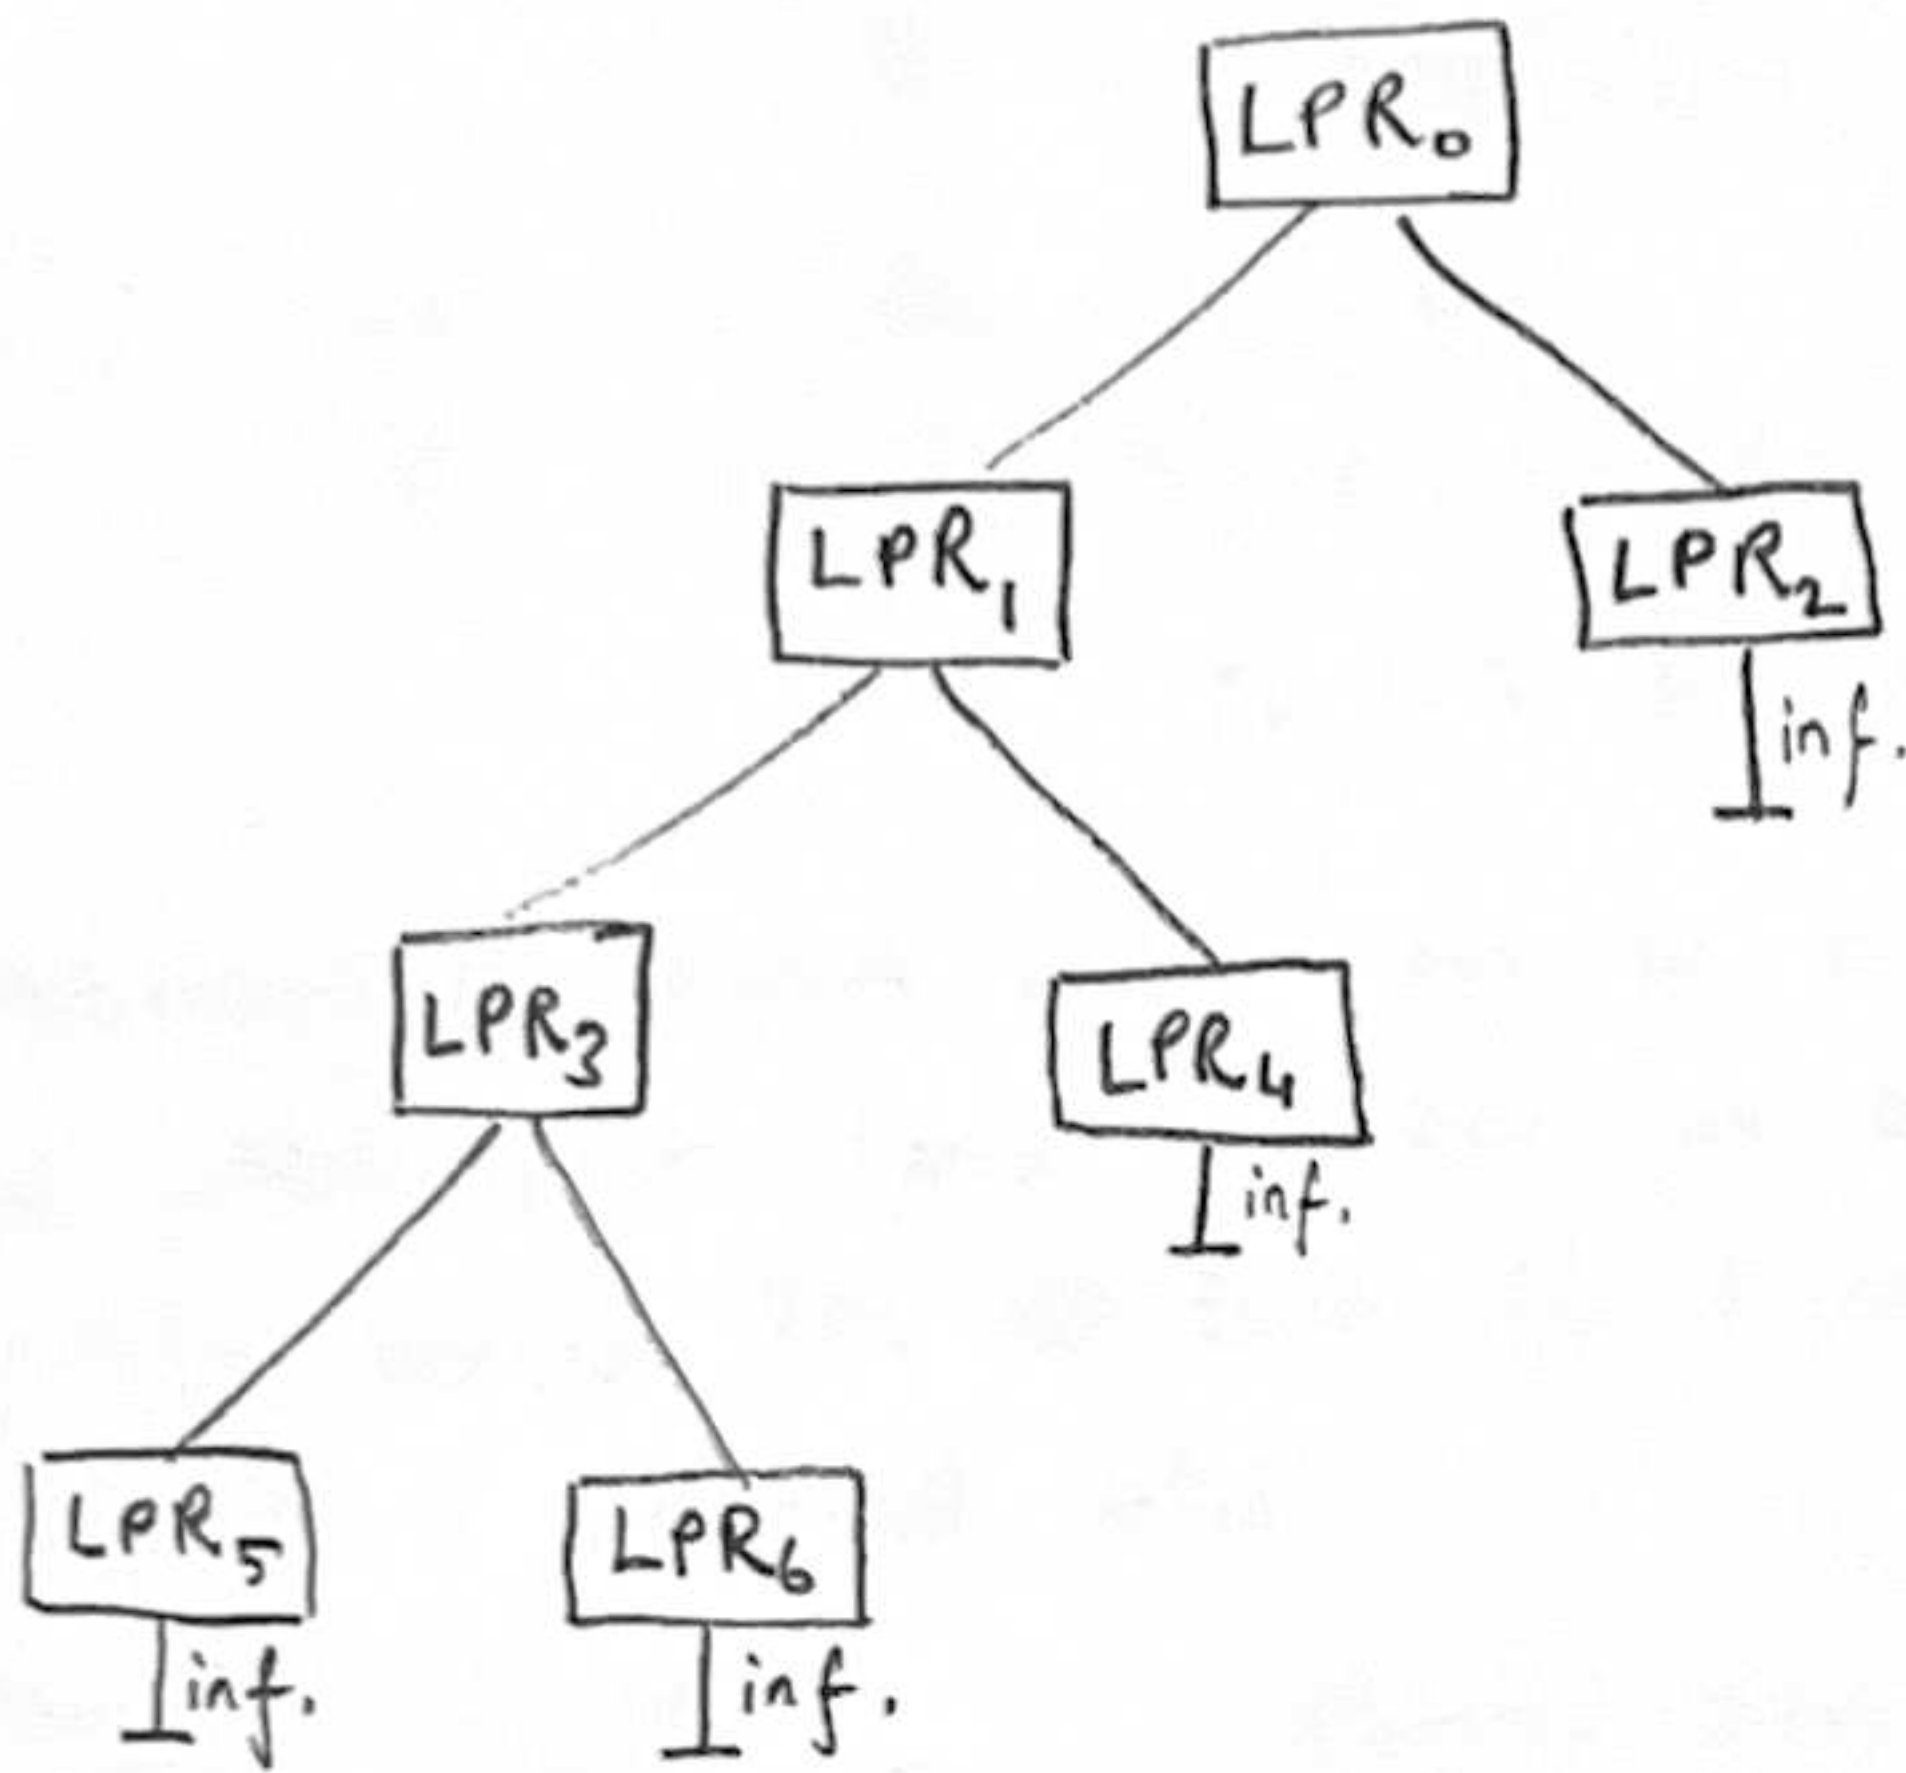 LPR₀
LPR₁
LPR₂
inf.
LPR₃
LPR₄
inf.
LPR₅
LPR₆
inf.
inf.